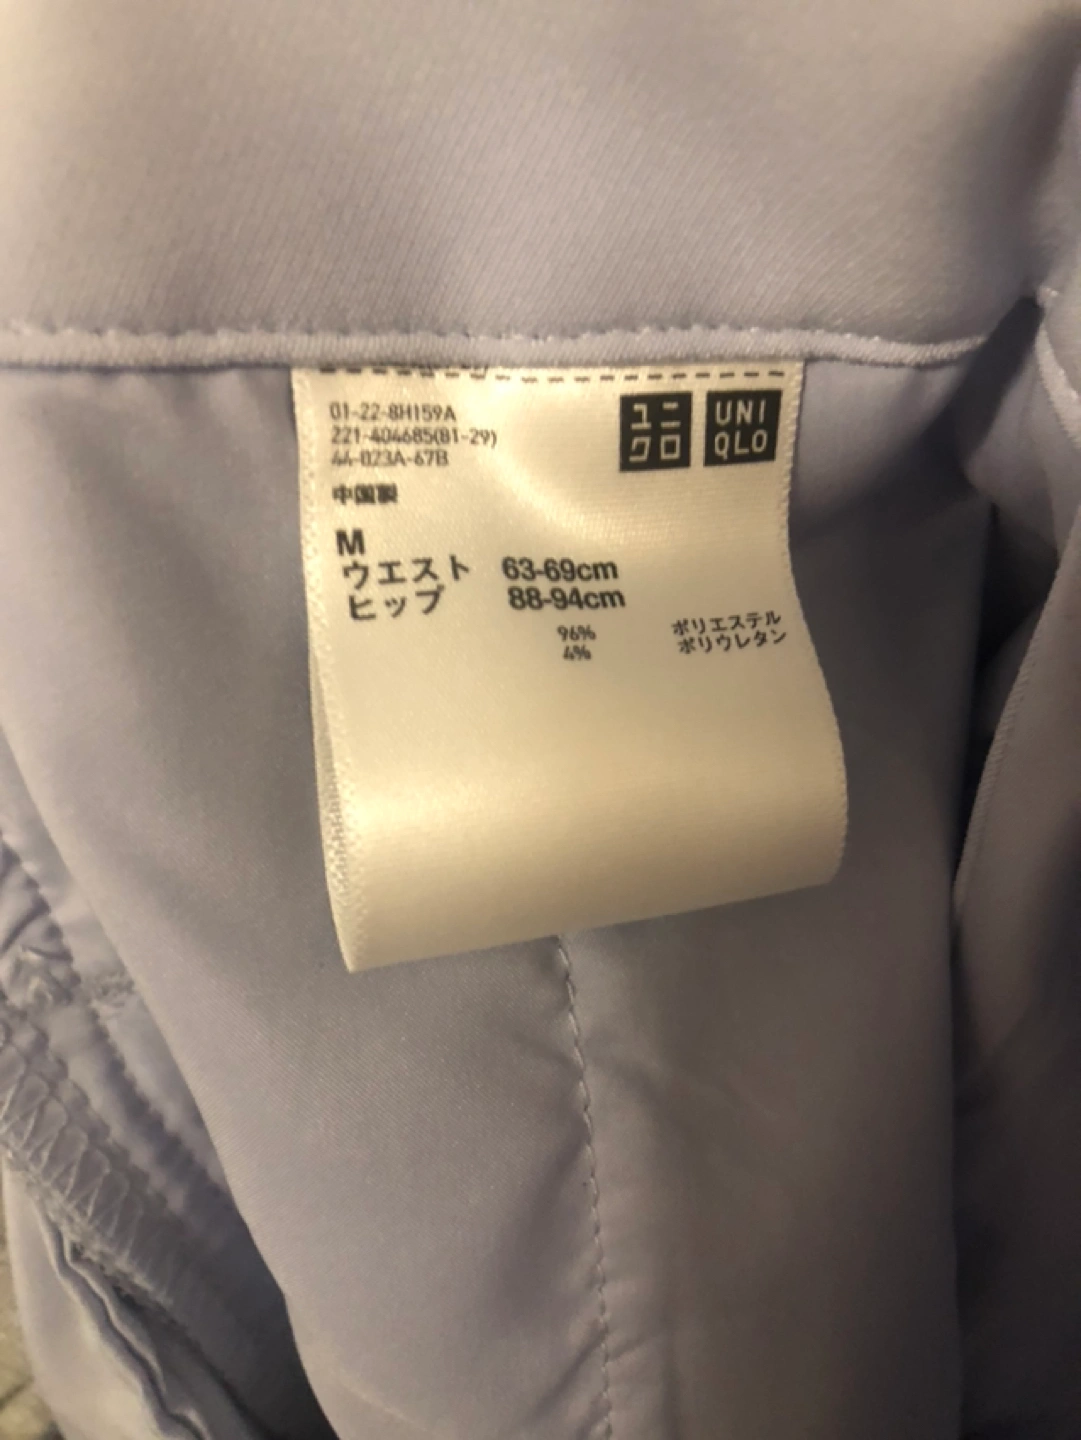 01-22-8H159A
221-404685(81-29)
44-023A-67B
中国製
ユニ
クロ
UNI
QLO
M
ウエスト 63-69cm
ヒップ 88-94cm
96% ポリエステル
4% ポリウレタン